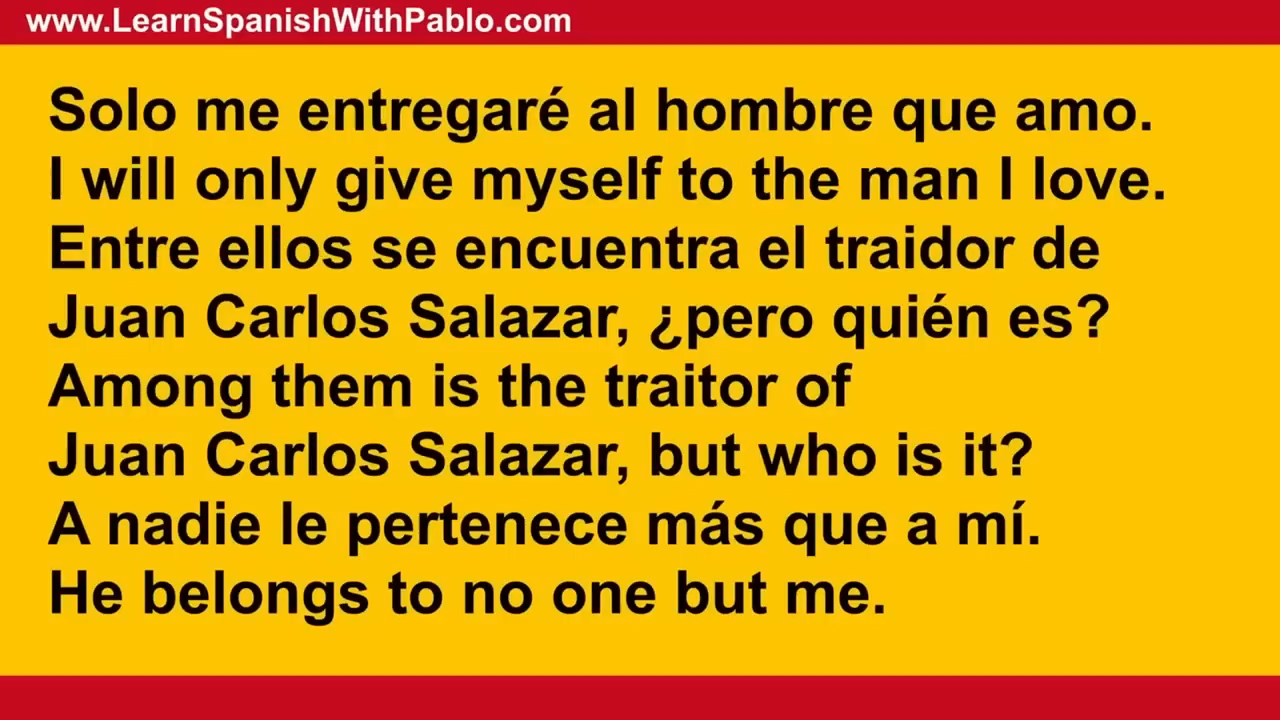 www.LearnSpanishWithPablo.com
Solo me entregaré al hombre que amo.
I will only give myself to the man I love.
Entre ellos se encuentra el traidor de
Juan Carlos Salazar, ¿pero quién es?
Among them is the traitor of
Juan Carlos Salazar, but who is it?
A nadie le pertenece más que a mí.
He belongs to no one but me.